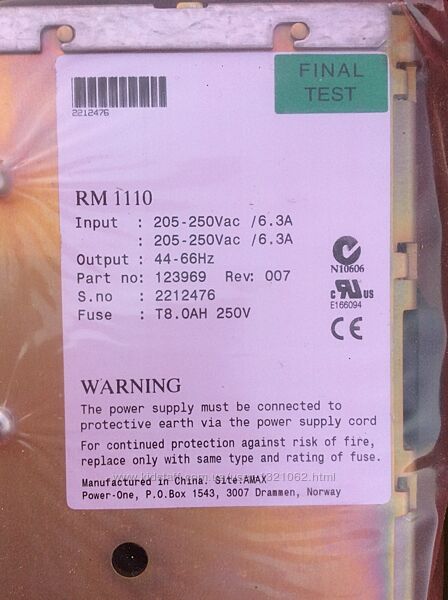 FINAL
TEST
2212476
RM 1110
Input : 205-250Vac /6.3A
: 205-250Vac /6.3A
Output : 44-66Hz
Part no: 123969 Rev: 007
S.no : 2212476
Fuse : T8.0AH 250V
N10606
c RU US
E166094
CE
WARNING
The power supply must be connected to
protective earth via the power supply cord
For continued protection against risk of fire,
replace only with same type and rating of fuse.
Manufactured in China. Site:AMAX
Power-One, P.O.Box 1543, 3007 Drammen, Norway